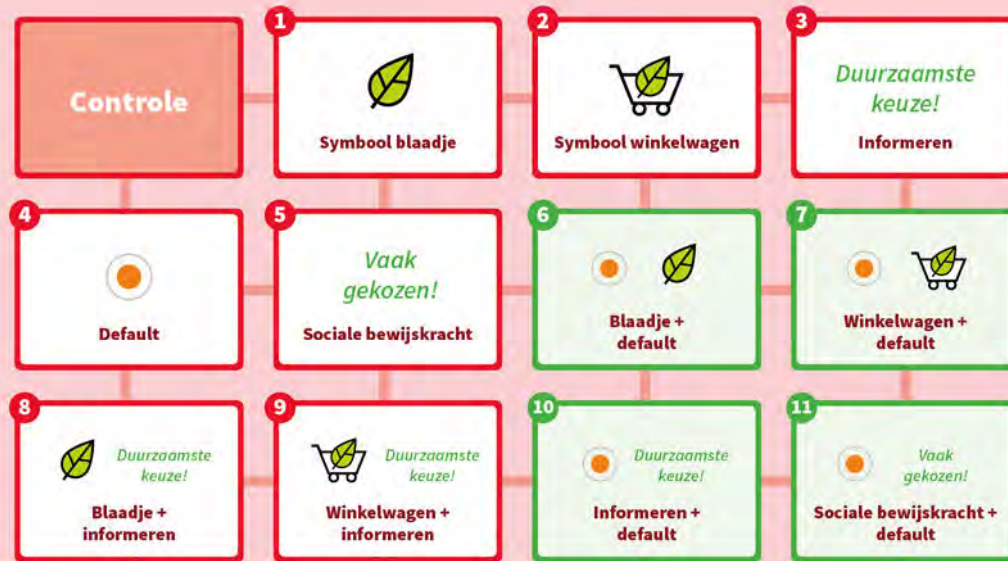 Controle
1
Symbool blaadje
2
Symbool winkelwagen
3
Duurzaamste
keuze!
Informeren
4
Default
5
Vaak
gekozen!
Sociale bewijskracht
6
Blaadje +
default
7
Winkelwagen +
default
8
Duurzaamste
keuze!
Blaadje +
informeren
9
Duurzaamste
keuze!
Winkelwagen +
informeren
10
Duurzaamste
keuze!
Informeren +
default
11
Vaak
gekozen!
Sociale bewijskracht +
default